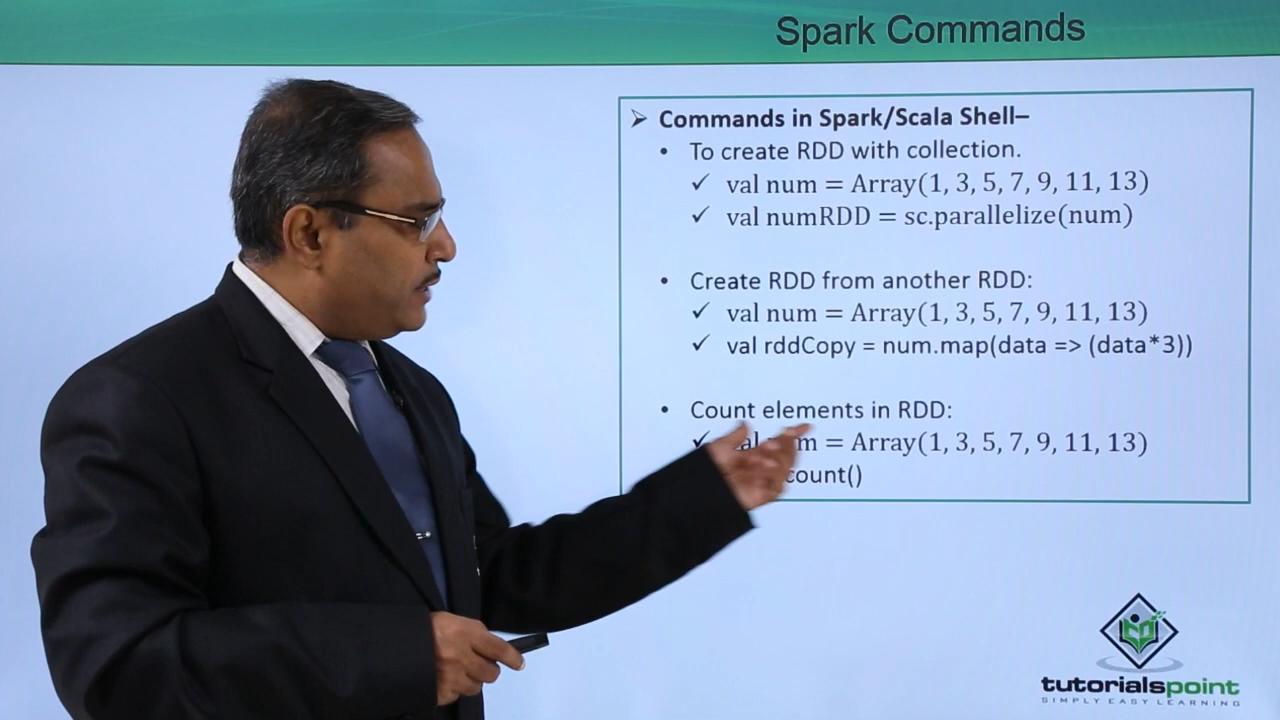 Spark Commands
➢ Commands in Spark/Scala Shell–
• To create RDD with collection.
✓ val num = Array(1, 3, 5, 7, 9, 11, 13)
✓ val numRDD = sc.parallelize(num)
• Create RDD from another RDD:
✓ val num = Array(1, 3, 5, 7, 9, 11, 13)
✓ val rddCopy = num.map(data => (data*3))
• Count elements in RDD:
✓ = Array(1, 3, 5, 7, 9, 11, 13)
count()
tutorialspoint
SIMPLY EASY LEARNING